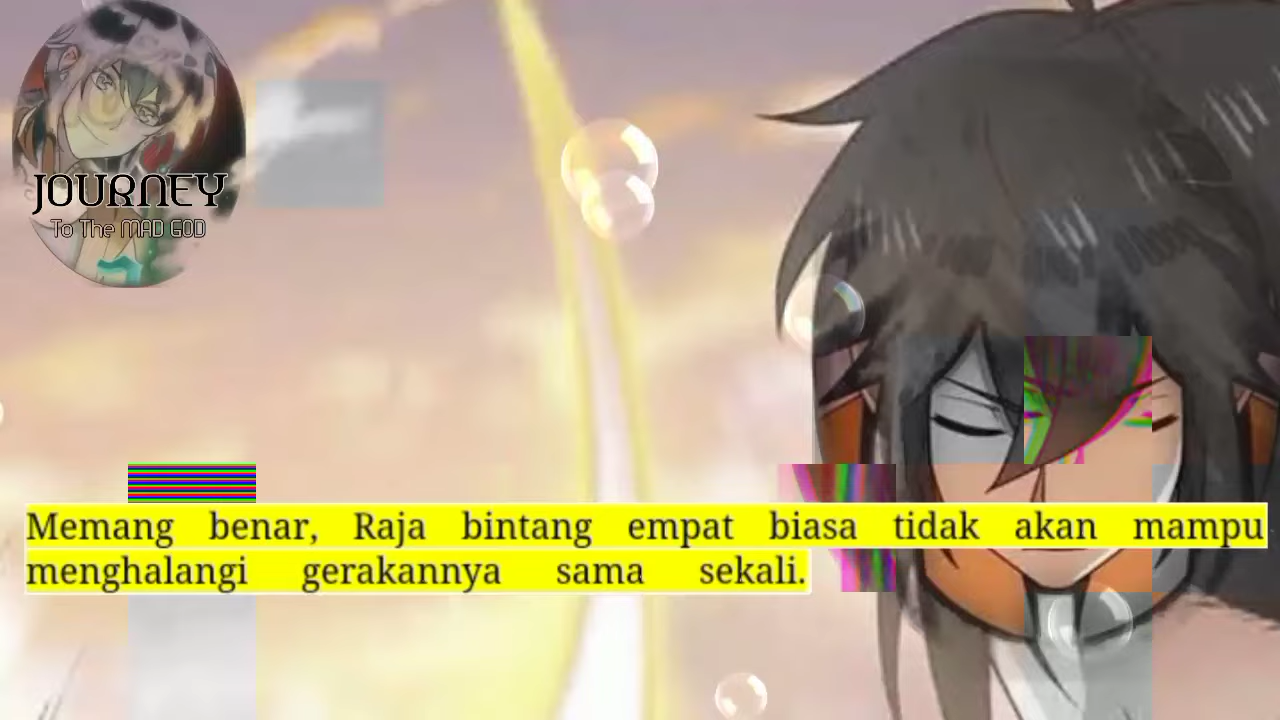 JOURNEY
To The MAD GOD
Memang benar, Raja bintang empat biasa tidak akan mampu
menghalangi gerakannya sama sekali.